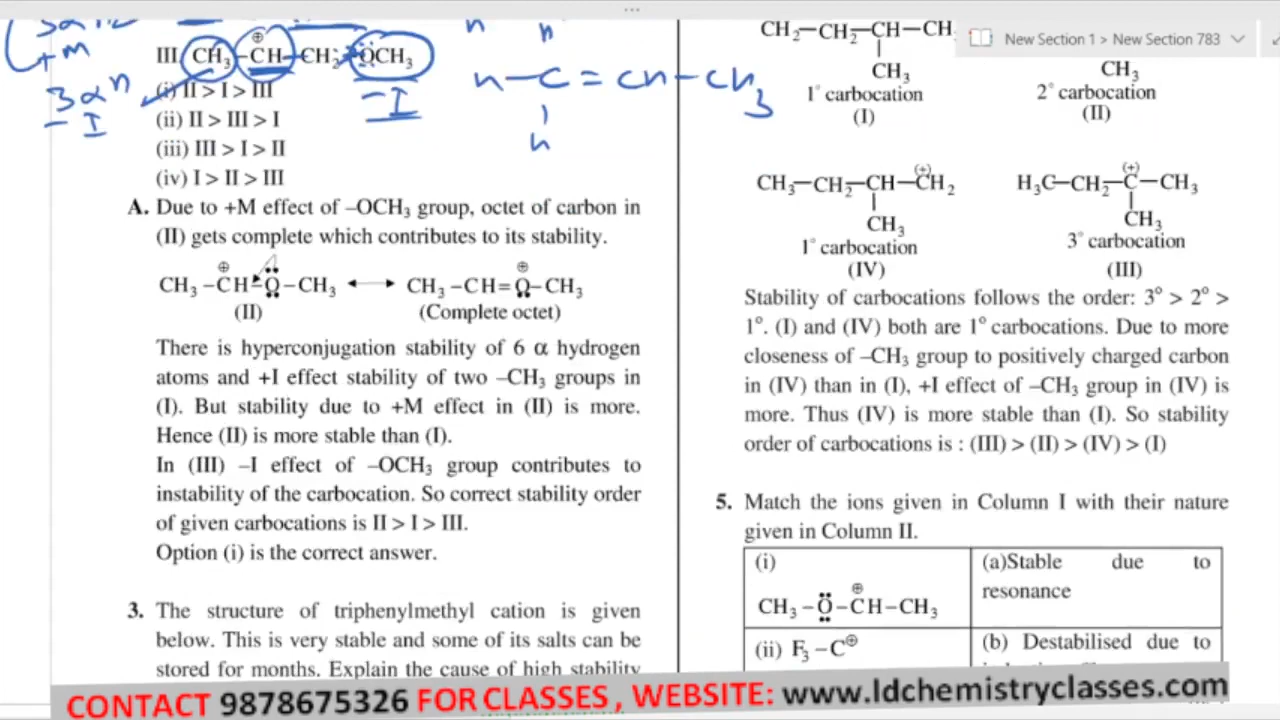 3αH
+M
3αn
- I
III. CH3 – CH⊕ – CH2 – OCH3
-I
(i) II > I > III
(ii) II > III > I
(iii) III > I > II
(iv) I > II > III
A. Due to +M effect of –OCH3 group, octet of carbon in
(II) gets complete which contributes to its stability.
⊕ ⊕
CH3 –CH–O–CH3 ⟷ CH3 –CH=O–CH3
(II) (Complete octet)
There is hyperconjugation stability of 6 α hydrogen
atoms and +I effect stability of two –CH3 groups in
(I). But stability due to +M effect in (II) is more.
Hence (II) is more stable than (I).
In (III) –I effect of –OCH3 group contributes to
instability of the carbocation. So correct stability order
of given carbocations is II > I > III.
Option (i) is the correct answer.
3. The structure of triphenylmethyl cation is given
below. This is very stable and some of its salts can be
stored for months. Explain the cause of high stability
n n
n – C = Cn – CH3
n
New Section 1 > New Section 783
CH2–CH2–CH–CH
CH3 CH3
1° carbocation 2° carbocation
(I) (II)
(+) (+)
CH3–CH2–CH–CH2 H3C–CH2–C–CH3
CH3 CH3
1° carbocation 3° carbocation
(IV) (III)
Stability of carbocations follows the order: 3° > 2° >
1°. (I) and (IV) both are 1° carbocations. Due to more
closeness of –CH3 group to positively charged carbon
in (IV) than in (I), +I effect of –CH3 group in (IV) is
more. Thus (IV) is more stable than (I). So stability
order of carbocations is : (III) > (II) > (IV) > (I)
5. Match the ions given in Column I with their nature
given in Column II.
(i) (a)Stable due to
resonance
⊕
CH3 –O–CH–CH3
(ii) F3 –C⊕ (b) Destabilised due to
CONTACT 9878675326 FOR CLASSES , WEBSITE: www.ldchemistryclasses.com